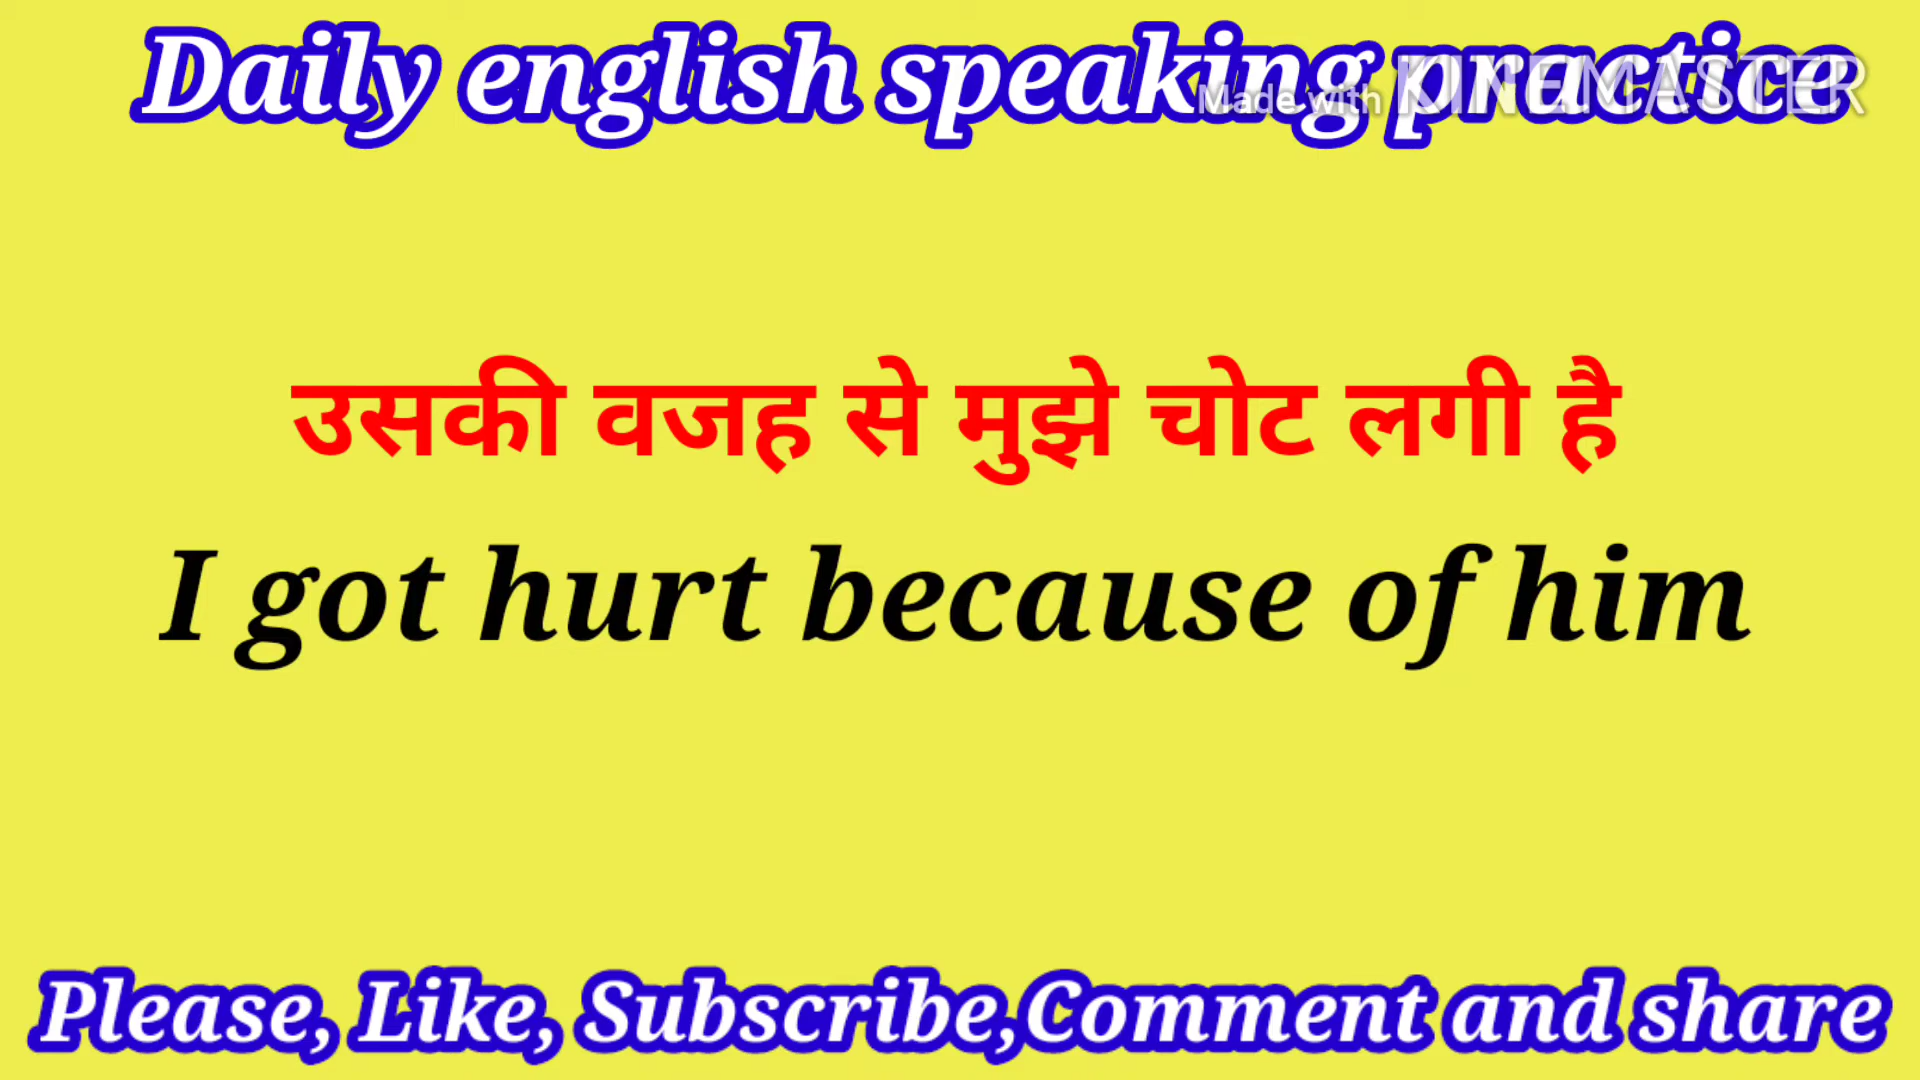 Daily english speaking practice
Made with KINEMASTER
उसकी वजह से मुझे चोट लगी है
I got hurt because of him
Please, Like, Subscribe,Comment and share